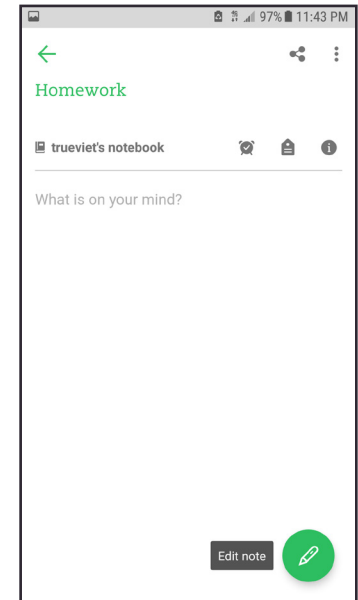 97% 11:43 PM
Homework
trueviet's notebook
What is on your mind?
Edit note